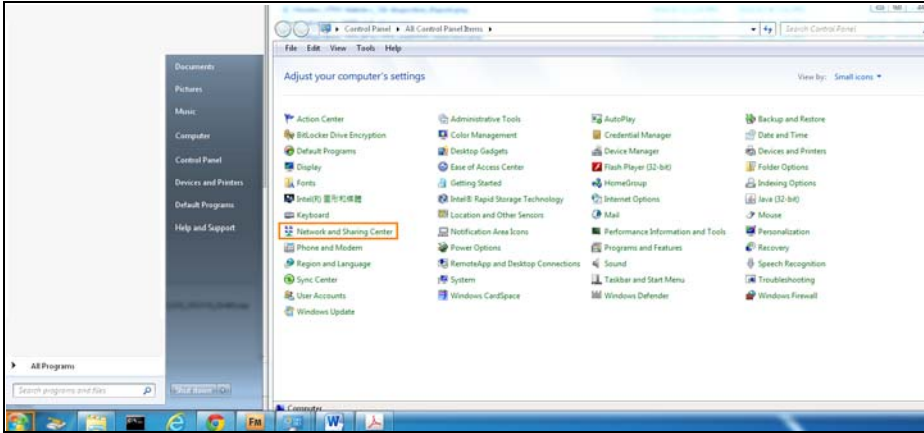 Control Panel All Control Panel Items
Search Control Panel
File Edit View Tools Help
Adjust your computer's settings
View by: Small icons
Action Center
Administrative Tools
AutoPlay
Backup and Restore
BitLocker Drive Encryption
Color Management
Credential Manager
Date and Time
Default Programs
Desktop Gadgets
Device Manager
Devices and Printers
Display
Ease of Access Center
Flash Player (32-bit)
Folder Options
Fonts
Getting Started
HomeGroup
Indexing Options
Intel(R) 圖形和媒體
Intel® Rapid Storage Technology
Internet Options
Java (32-bit)
Keyboard
Location and Other Sensors
Mail
Mouse
Network and Sharing Center
Notification Area Icons
Performance Information and Tools
Personalization
Phone and Modem
Power Options
Programs and Features
Recovery
Region and Language
RemoteApp and Desktop Connections
Sound
Speech Recognition
Sync Center
System
Taskbar and Start Menu
Troubleshooting
User Accounts
Windows CardSpace
Windows Defender
Windows Firewall
Windows Update
Documents
Pictures
Music
Computer
Control Panel
Devices and Printers
Default Programs
Help and Support
All Programs
Search programs and files
Computer
FM
W